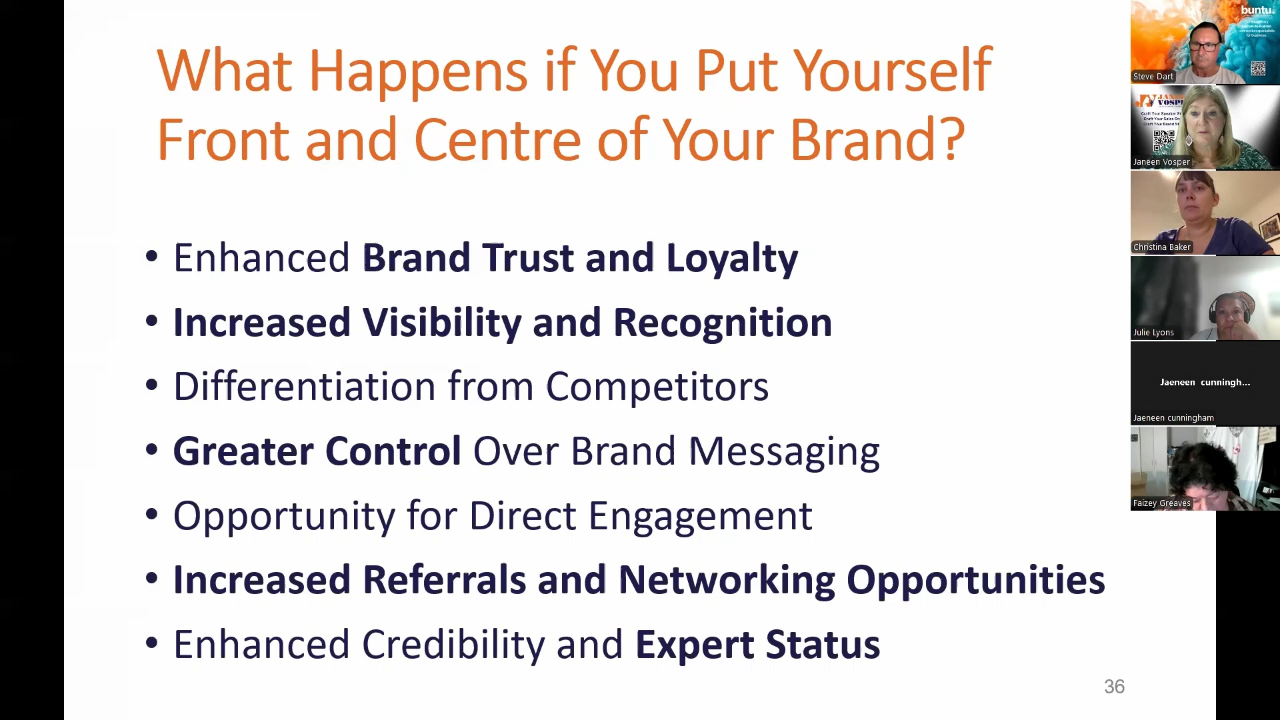 What Happens if You Put Yourself
Front and Centre of Your Brand?
• Enhanced Brand Trust and Loyalty
• Increased Visibility and Recognition
• Differentiation from Competitors
• Greater Control Over Brand Messaging
• Opportunity for Direct Engagement
• Increased Referrals and Networking Opportunities
• Enhanced Credibility and Expert Status
36
buntu.
Steve Dart
VOSPER
Janeen Vosper
Christina Baker
Julie Lyons
Jaeneen cunningh...
Jaeneen cunningham
Faizey Greaves